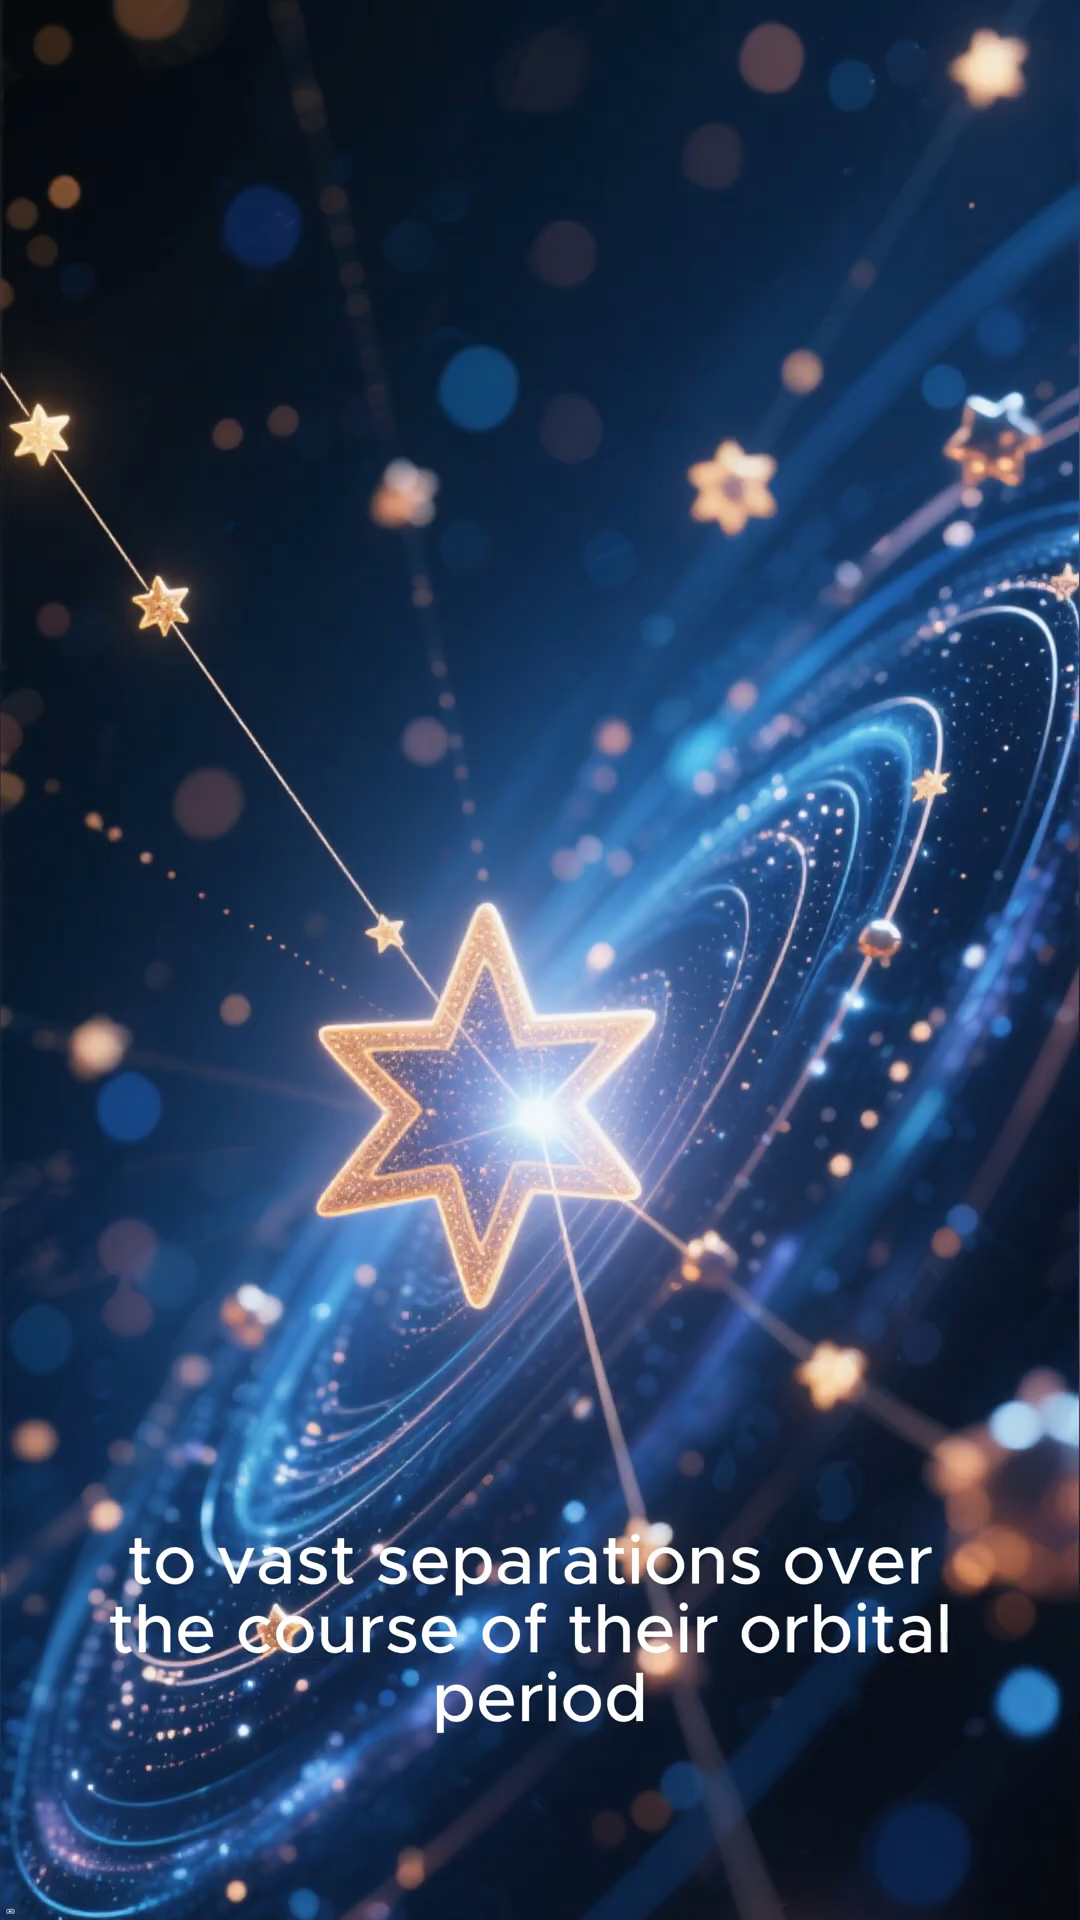 to vast separations over
the course of their orbital
period